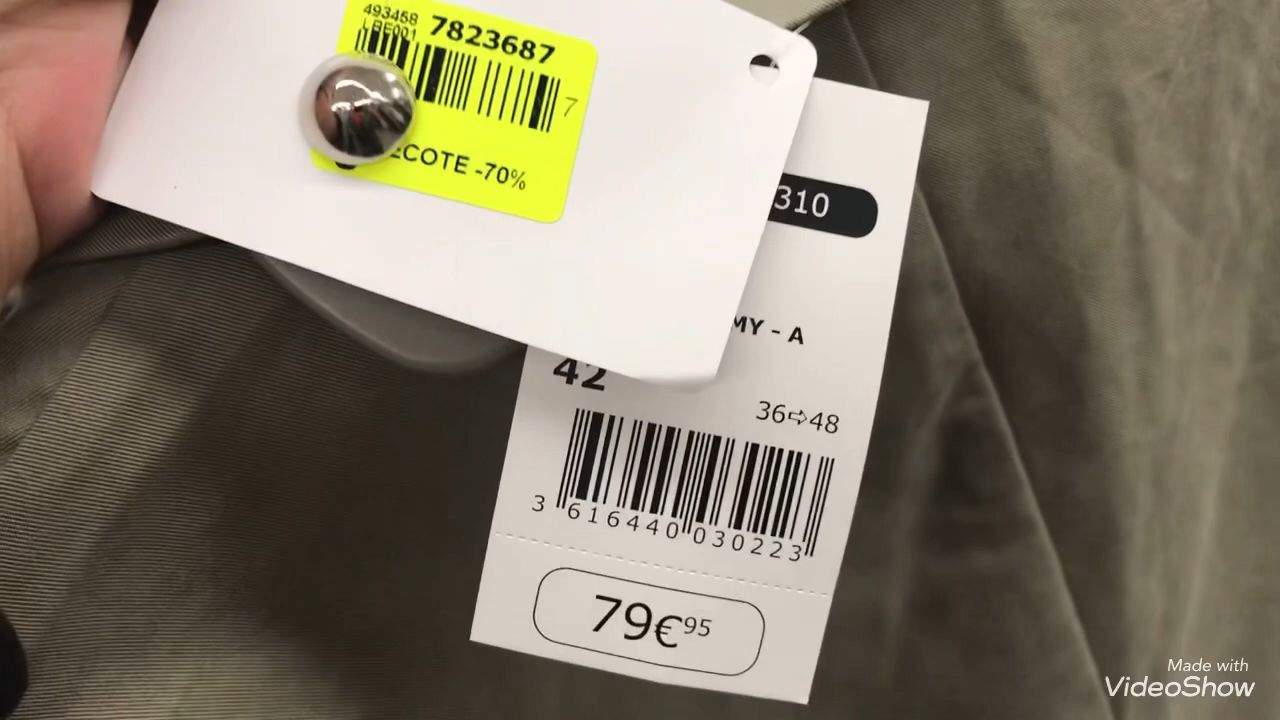 493458
LBE001
7823687
7
ECOTE -70%
310
MY - A
42
36⇨48
3 616440 030223
79€95
Made with
VideoShow